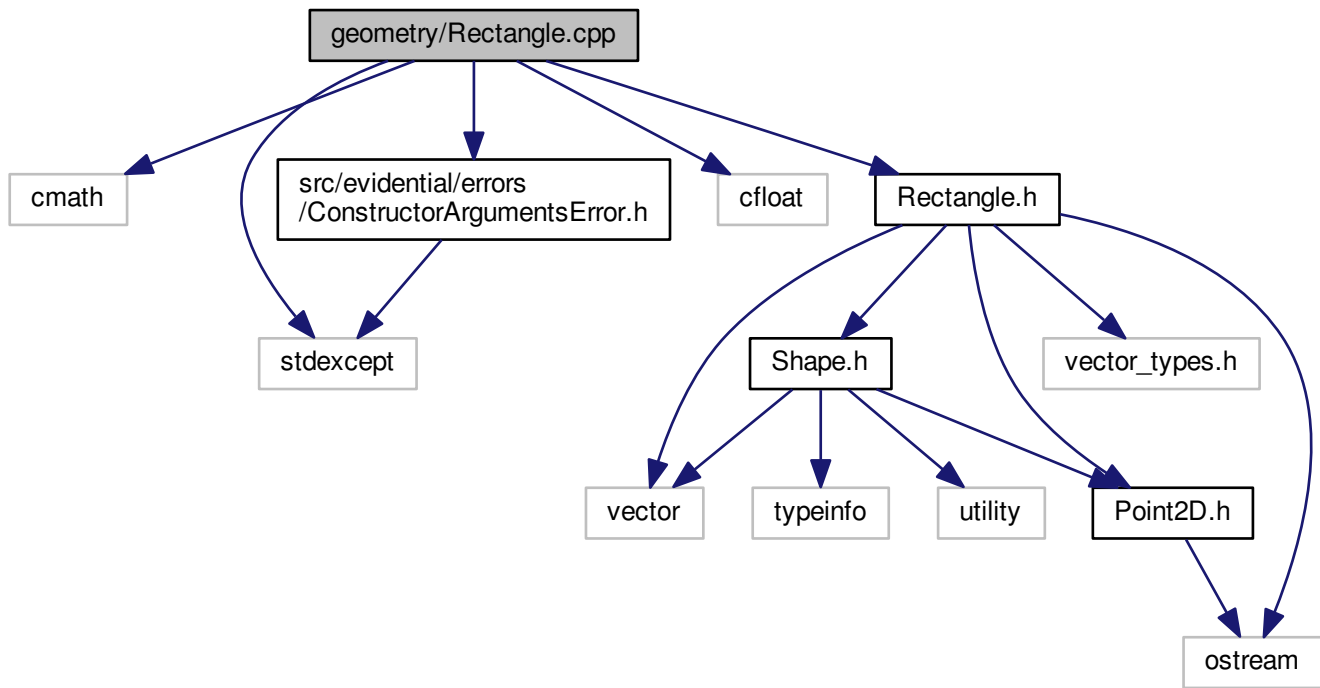 geometry/Rectangle.cpp
cmath
src/evidential/errors
/ConstructorArgumentsError.h
cfloat
Rectangle.h
stdexcept
Shape.h
vector_types.h
vector
typeinfo
utility
Point2D.h
ostream